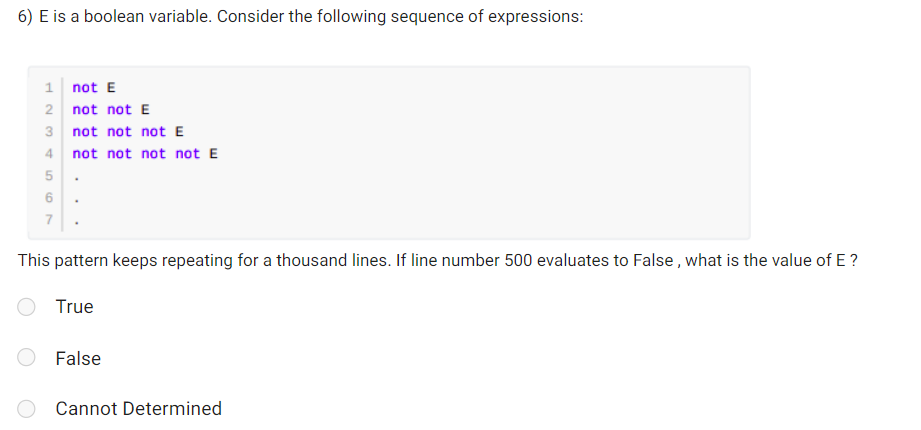 6) E is a boolean variable. Consider the following sequence of expressions:
1 not E
2 not not E
3 not not not E
4 not not not not E
5 .
6 .
7 .
This pattern keeps repeating for a thousand lines. If line number 500 evaluates to False , what is the value of E ?
True
False
Cannot Determined